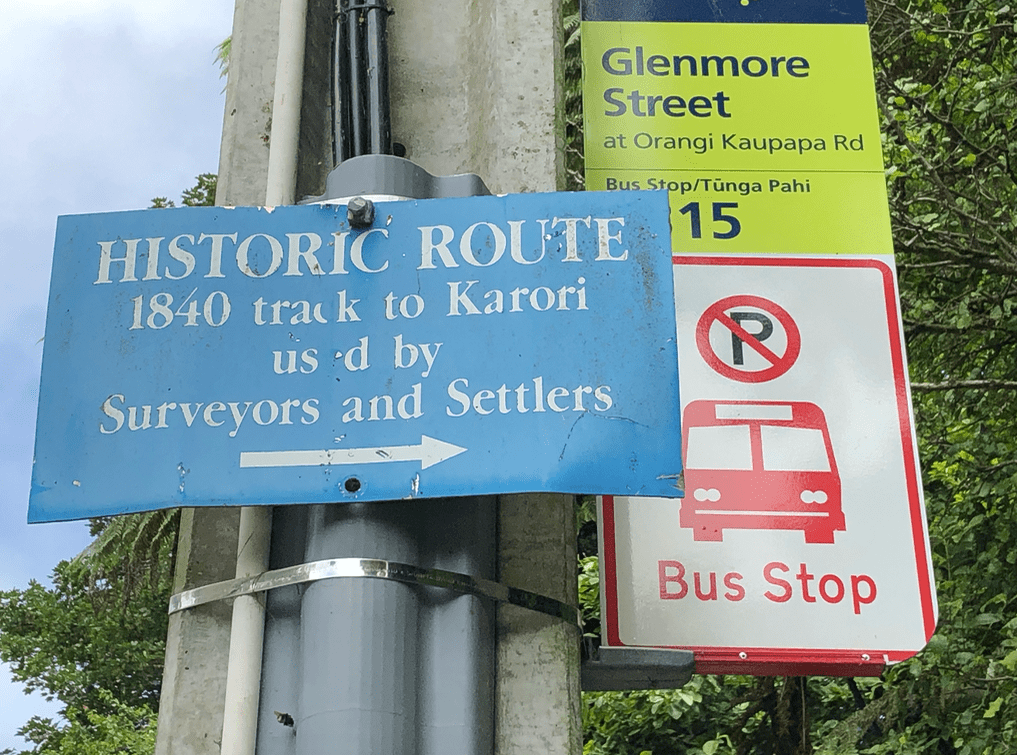 HISTORIC ROUTE
1840 track to Karori
used by
Surveyors and Settlers
Glenmore
Street
at Orangi Kaupapa Rd
Bus Stop/Tūnga Pahi
15
P
Bus Stop